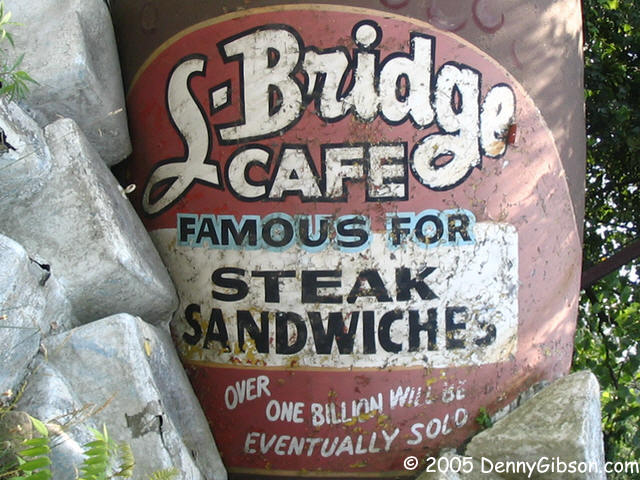 S-Bridge
CAFE
FAMOUS FOR
STEAK
SANDWICHES
OVER
ONE BILLION WILL BE
EVENTUALLY SOLD
© 2005 DennyGibson.com